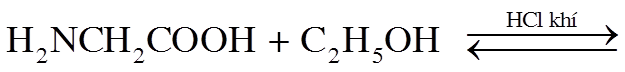 H₂NCH₂COOH + C₂H₅OH ⇌ HCl khí